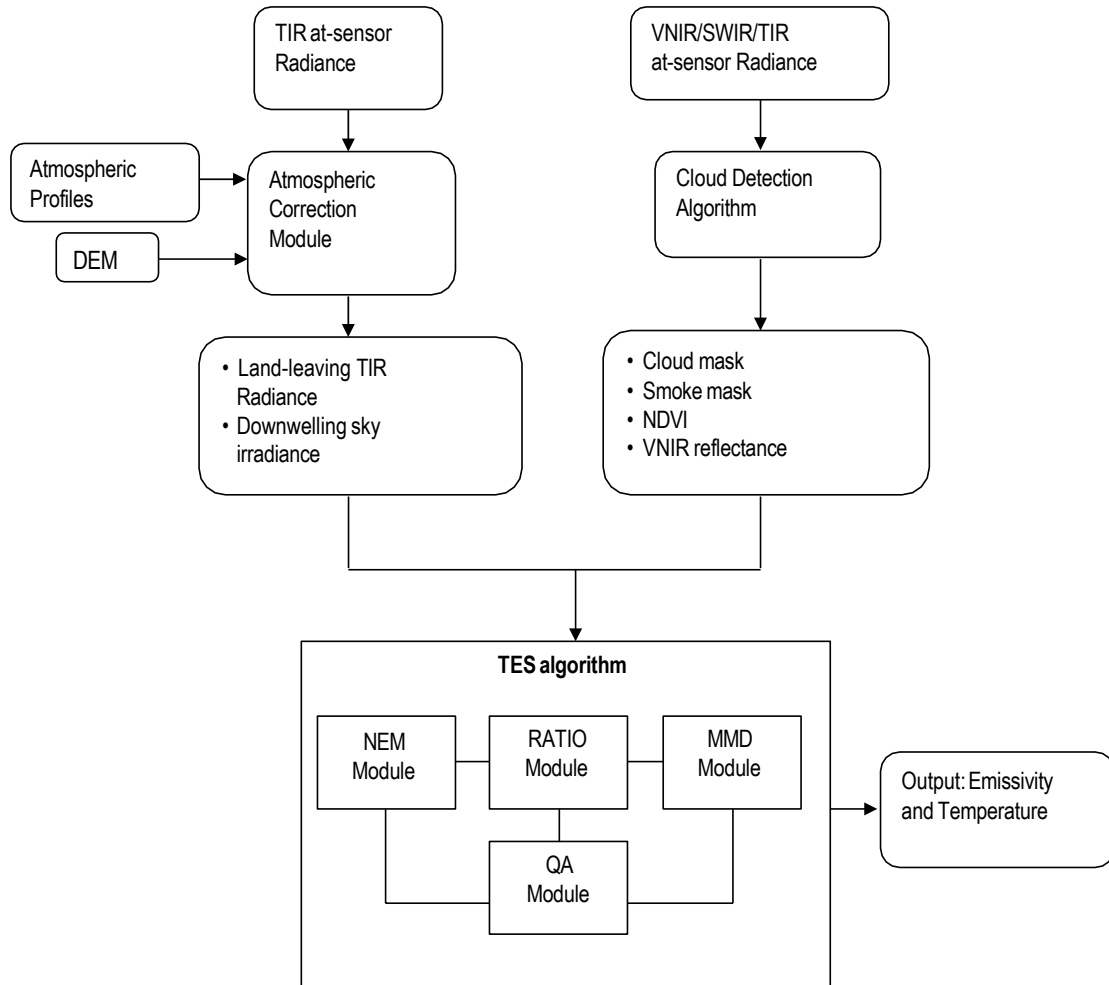 TIR at-sensor
Radiance
VNIR/SWIR/TIR
at-sensor Radiance
Atmospheric
Profiles
DEM
Atmospheric
Correction
Module
Cloud Detection
Algorithm
• Land-leaving TIR
Radiance
• Downwelling sky
irradiance
• Cloud mask
• Smoke mask
• NDVI
• VNIR reflectance
TES algorithm
NEM
Module
RATIO
Module
MMD
Module
QA
Module
Output: Emissivity
and Temperature